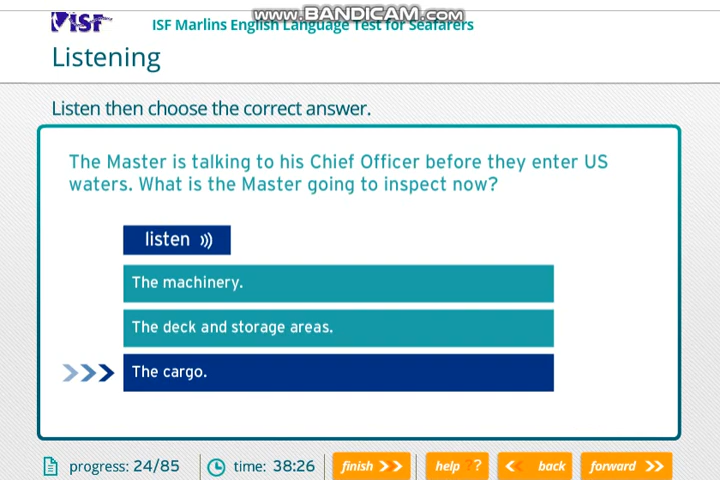 www.BANDICAM.com
ISF
ISF Marlins English Language Test for Seafarers
Listening
Listen then choose the correct answer.
The Master is talking to his Chief Officer before they enter US
waters. What is the Master going to inspect now?
listen
The machinery.
The deck and storage areas.
The cargo.
progress: 24/85
time: 38:26
finish >>
help ??
<< back
forward >>